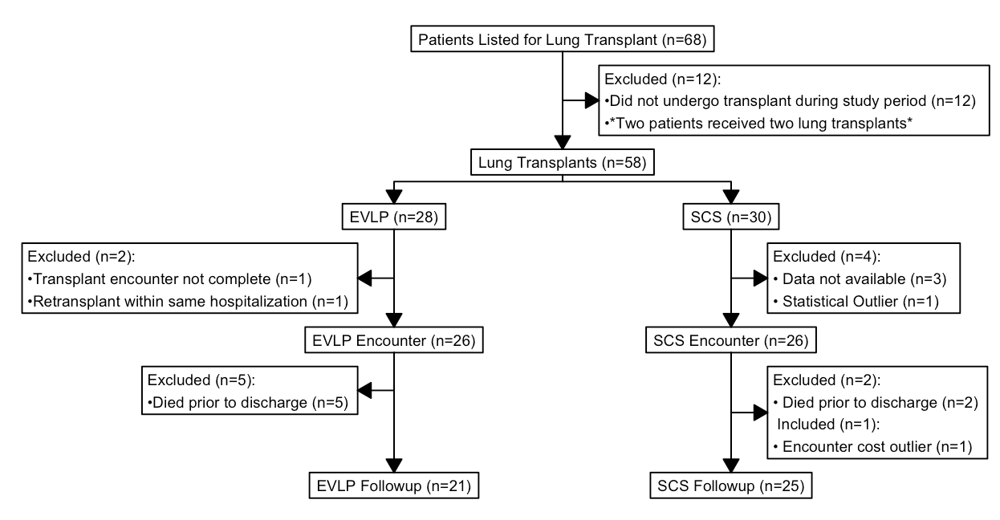 Patients Listed for Lung Transplant (n=68)
Excluded (n=12):
•Did not undergo transplant during study period (n=12)
•*Two patients received two lung transplants*
Lung Transplants (n=58)
EVLP (n=28)
SCS (n=30)
Excluded (n=2):
•Transplant encounter not complete (n=1)
•Retransplant within same hospitalization (n=1)
Excluded (n=4):
• Data not available (n=3)
• Statistical Outlier (n=1)
EVLP Encounter (n=26)
SCS Encounter (n=26)
Excluded (n=5):
•Died prior to discharge (n=5)
Excluded (n=2):
• Died prior to discharge (n=2)
Included (n=1):
• Encounter cost outlier (n=1)
EVLP Followup (n=21)
SCS Followup (n=25)